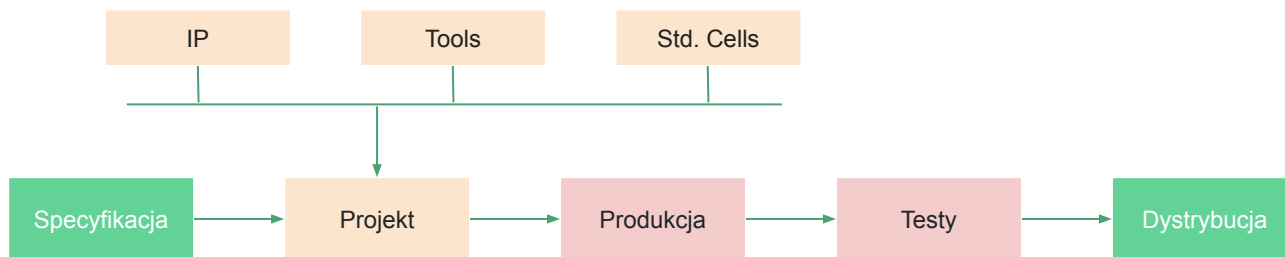 IP
Tools
Std. Cells
Specyfikacja
Projekt
Produkcja
Testy
Dystrybucja